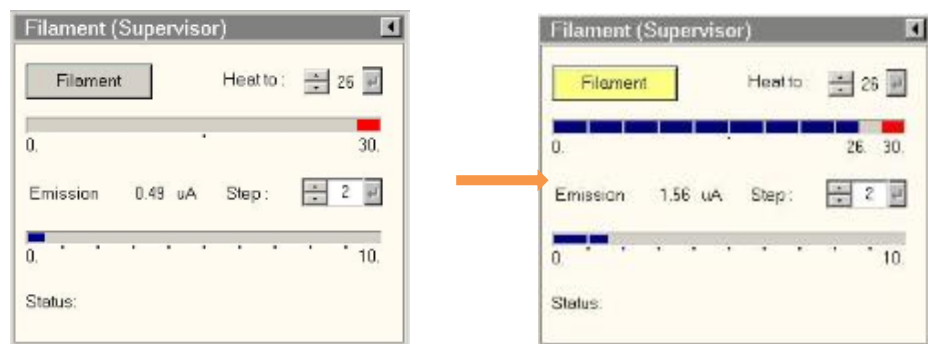 Filament (Supervisor)
Filament Heat to : 26
0. 30.
Emission 0.49 uA Step : 2
0. 10.
Status:
Filament (Supervisor)
Filament Heat to : 26
0. 26. 30.
Emission 1.56 uA Step : 2
0. 10.
Status: